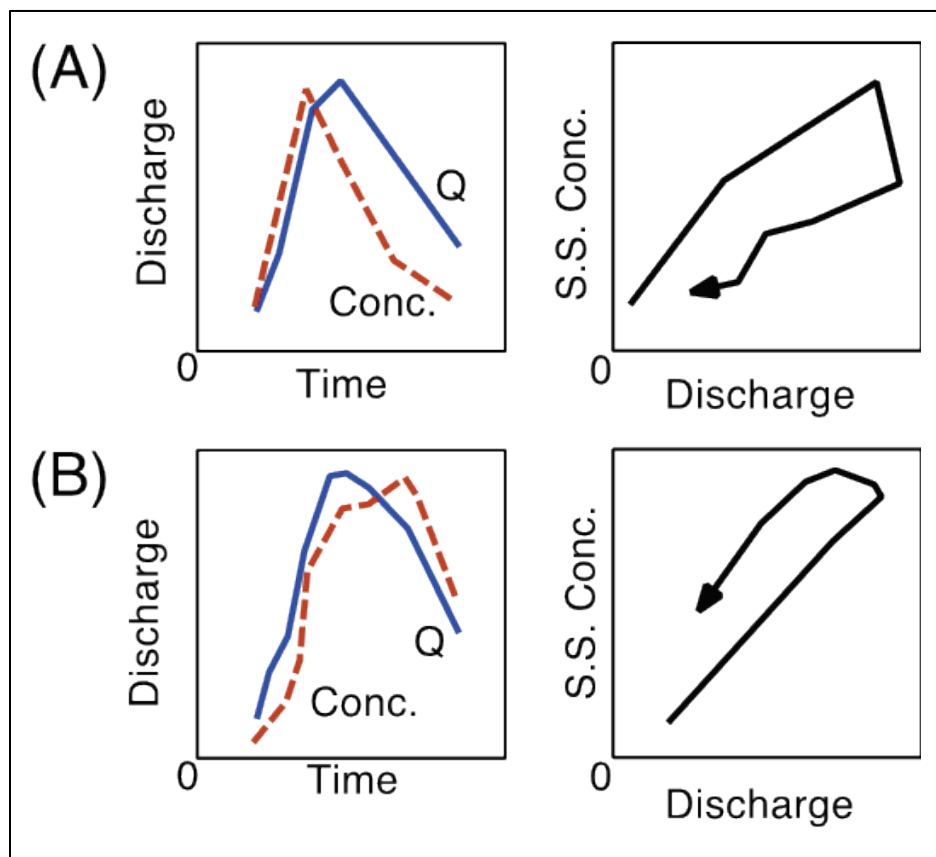 (A)
Discharge
Q
Conc.
0
Time
S.S. Conc.
0
Discharge
(B)
Discharge
Q
Conc.
0
Time
S.S. Conc.
0
Discharge